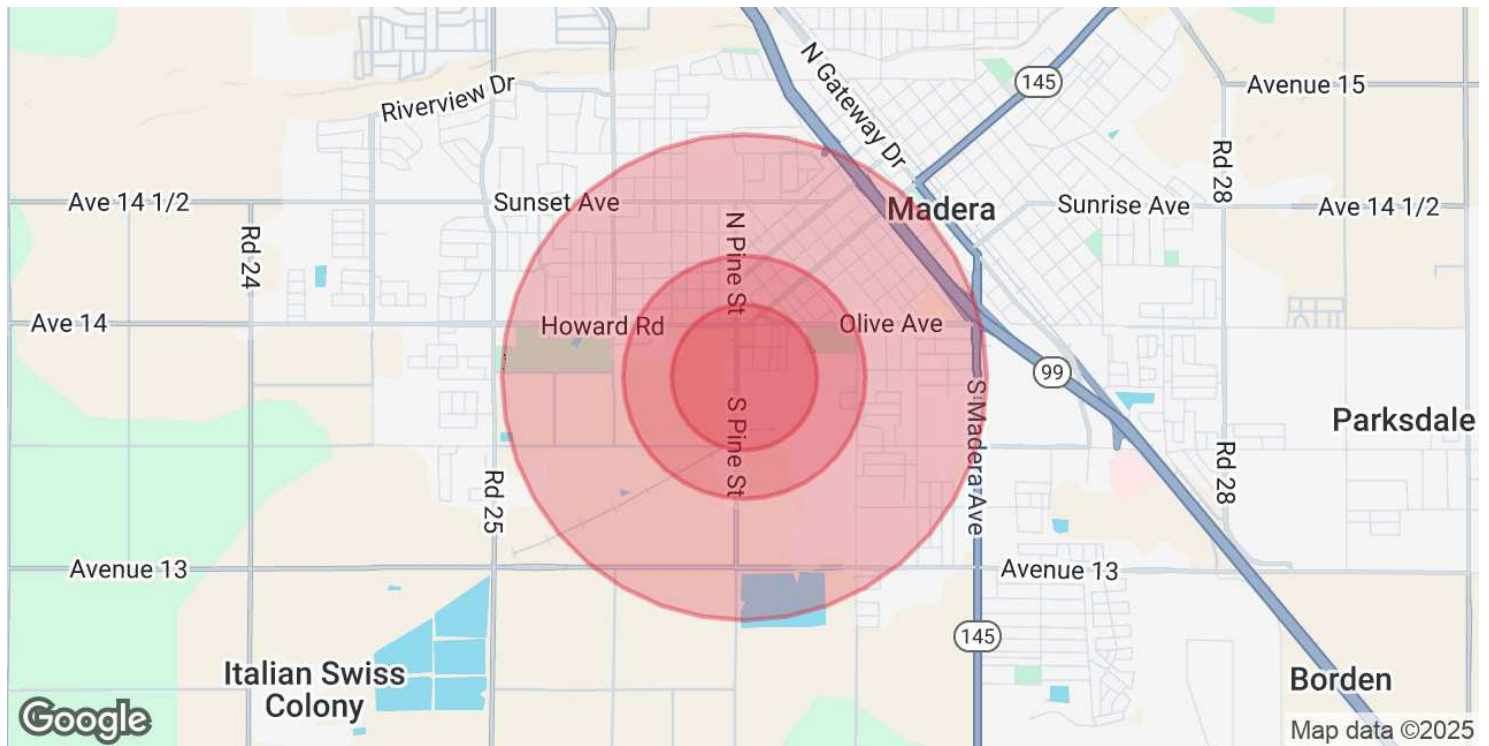 145
Avenue 15
Riverview Dr
N Gateway Dr
Rd 28
Ave 14 1/2
Sunset Ave
Madera
Sunrise Ave
Ave 14 1/2
Rd 24
N Pine St
Ave 14
Howard Rd
Olive Ave
99
S Madera Ave
S Pine St
Parksdale
Rd 25
Rd 28
Avenue 13
Avenue 13
145
Italian Swiss
Colony
Borden
Google
Map data ©2025